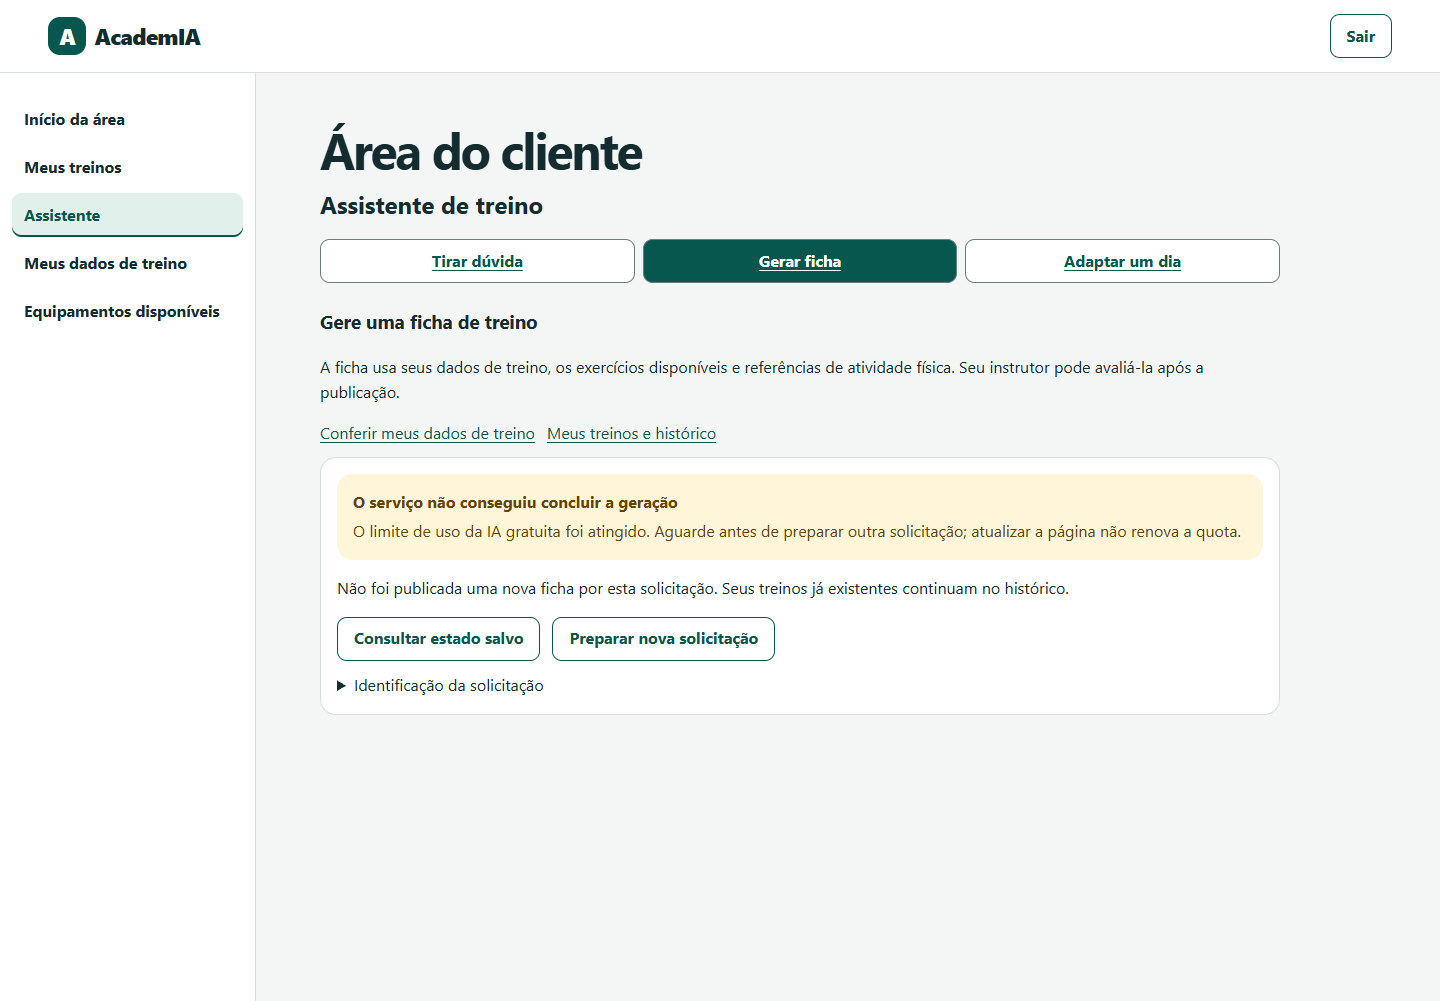 A AcademIA
Sair
Início da área
Meus treinos
Assistente
Meus dados de treino
Equipamentos disponíveis
Área do cliente
Assistente de treino
Tirar dúvida
Gerar ficha
Adaptar um dia
Gere uma ficha de treino
A ficha usa seus dados de treino, os exercícios disponíveis e referências de atividade física. Seu instrutor pode avaliá-la após a
publicação.
Conferir meus dados de treino Meus treinos e histórico
O serviço não conseguiu concluir a geração
O limite de uso da IA gratuita foi atingido. Aguarde antes de preparar outra solicitação; atualizar a página não renova a quota.
Não foi publicada uma nova ficha por esta solicitação. Seus treinos já existentes continuam no histórico.
Consultar estado salvo
Preparar nova solicitação
Identificação da solicitação